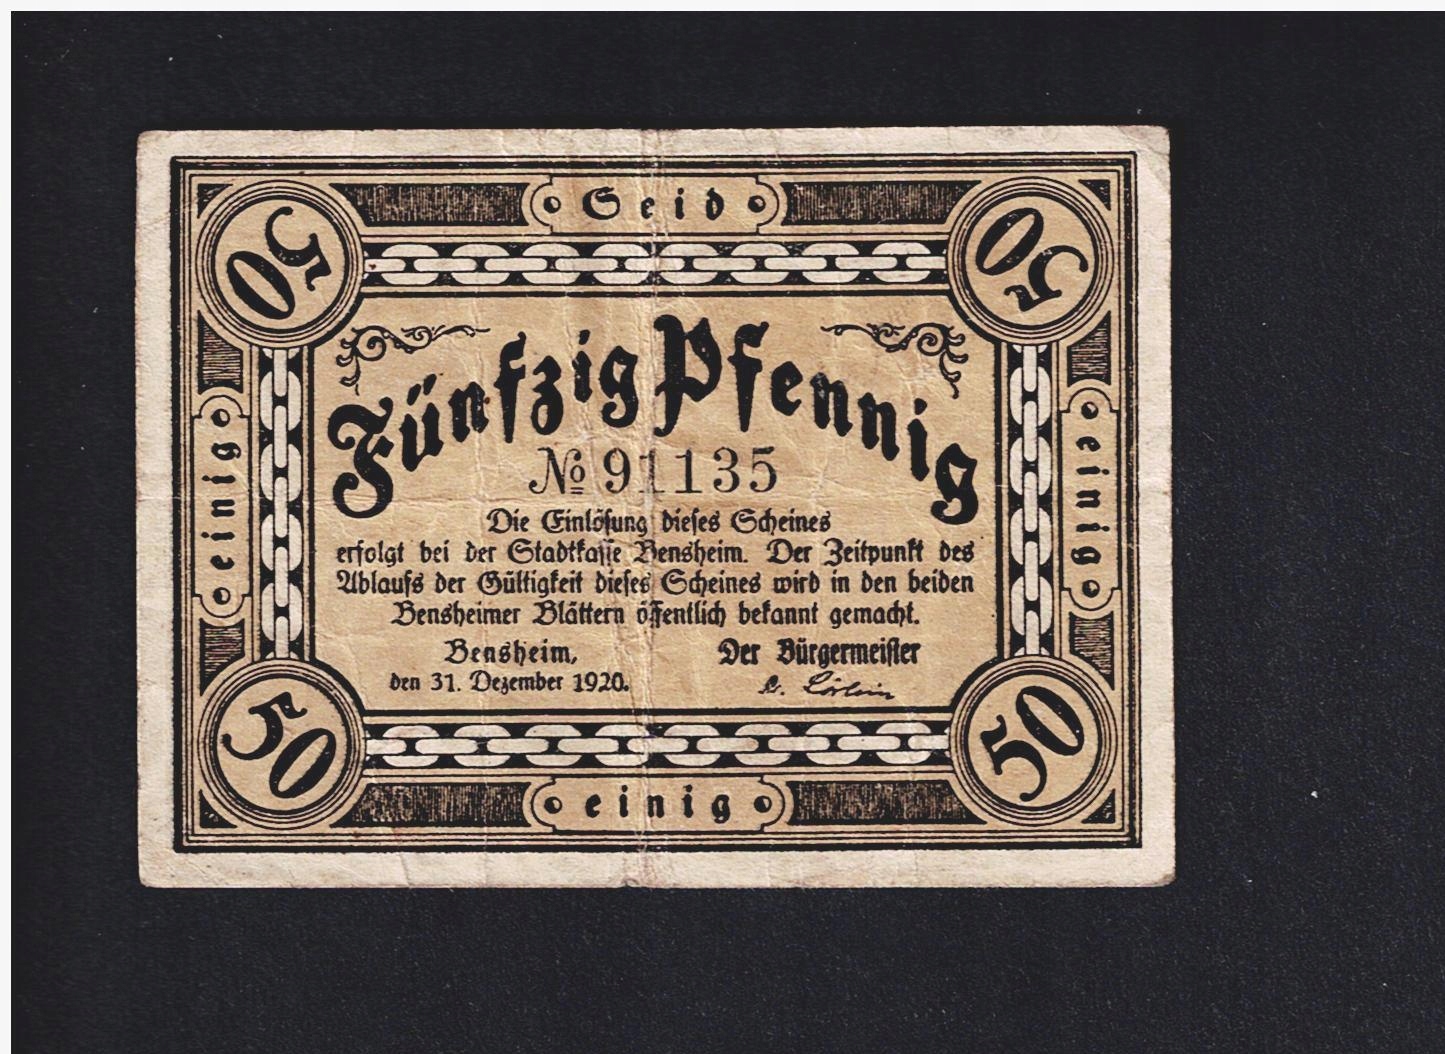 Seid
50
50
Fünfzig Pfennig
№ 91135
einig
einig
Die Einlösung dieses Scheines
erfolgt bei der Stadtkasse Bensheim. Der Zeitpunkt des
Ablaufs der Gültigkeit dieses Scheines wird in den beiden
Bensheimer Blättern öffentlich bekannt gemacht.
Bensheim,
den 31. Dezember 1920.
Der Bürgermeister
50
50
einig